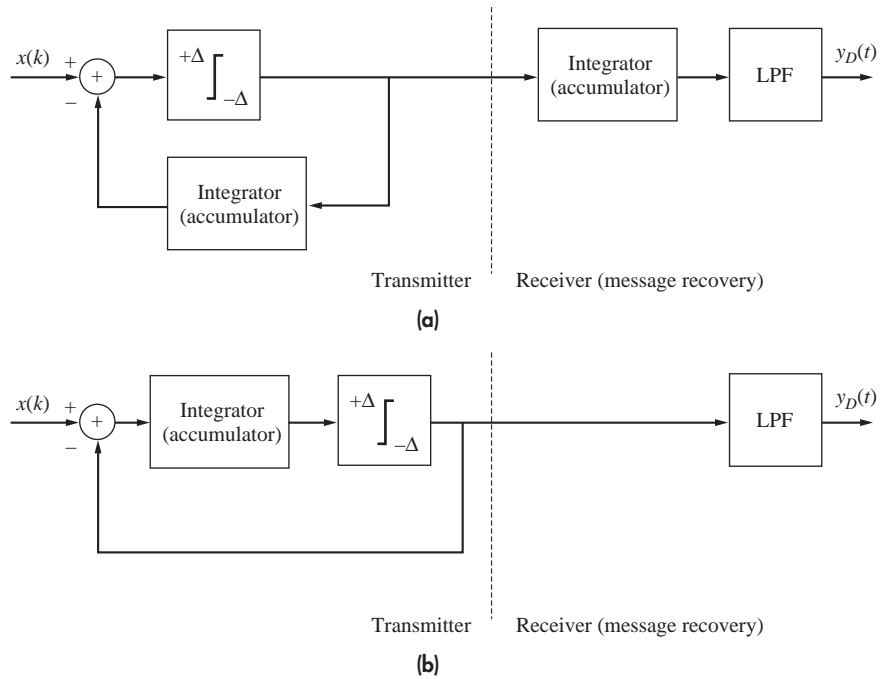 x(k)
+
−
+
+Δ
−Δ
Integrator
(accumulator)
Integrator
(accumulator)
LPF
y_D(t)
Transmitter
Receiver (message recovery)
(a)
x(k)
+
−
+
Integrator
(accumulator)
+Δ
−Δ
LPF
y_D(t)
Transmitter
Receiver (message recovery)
(b)